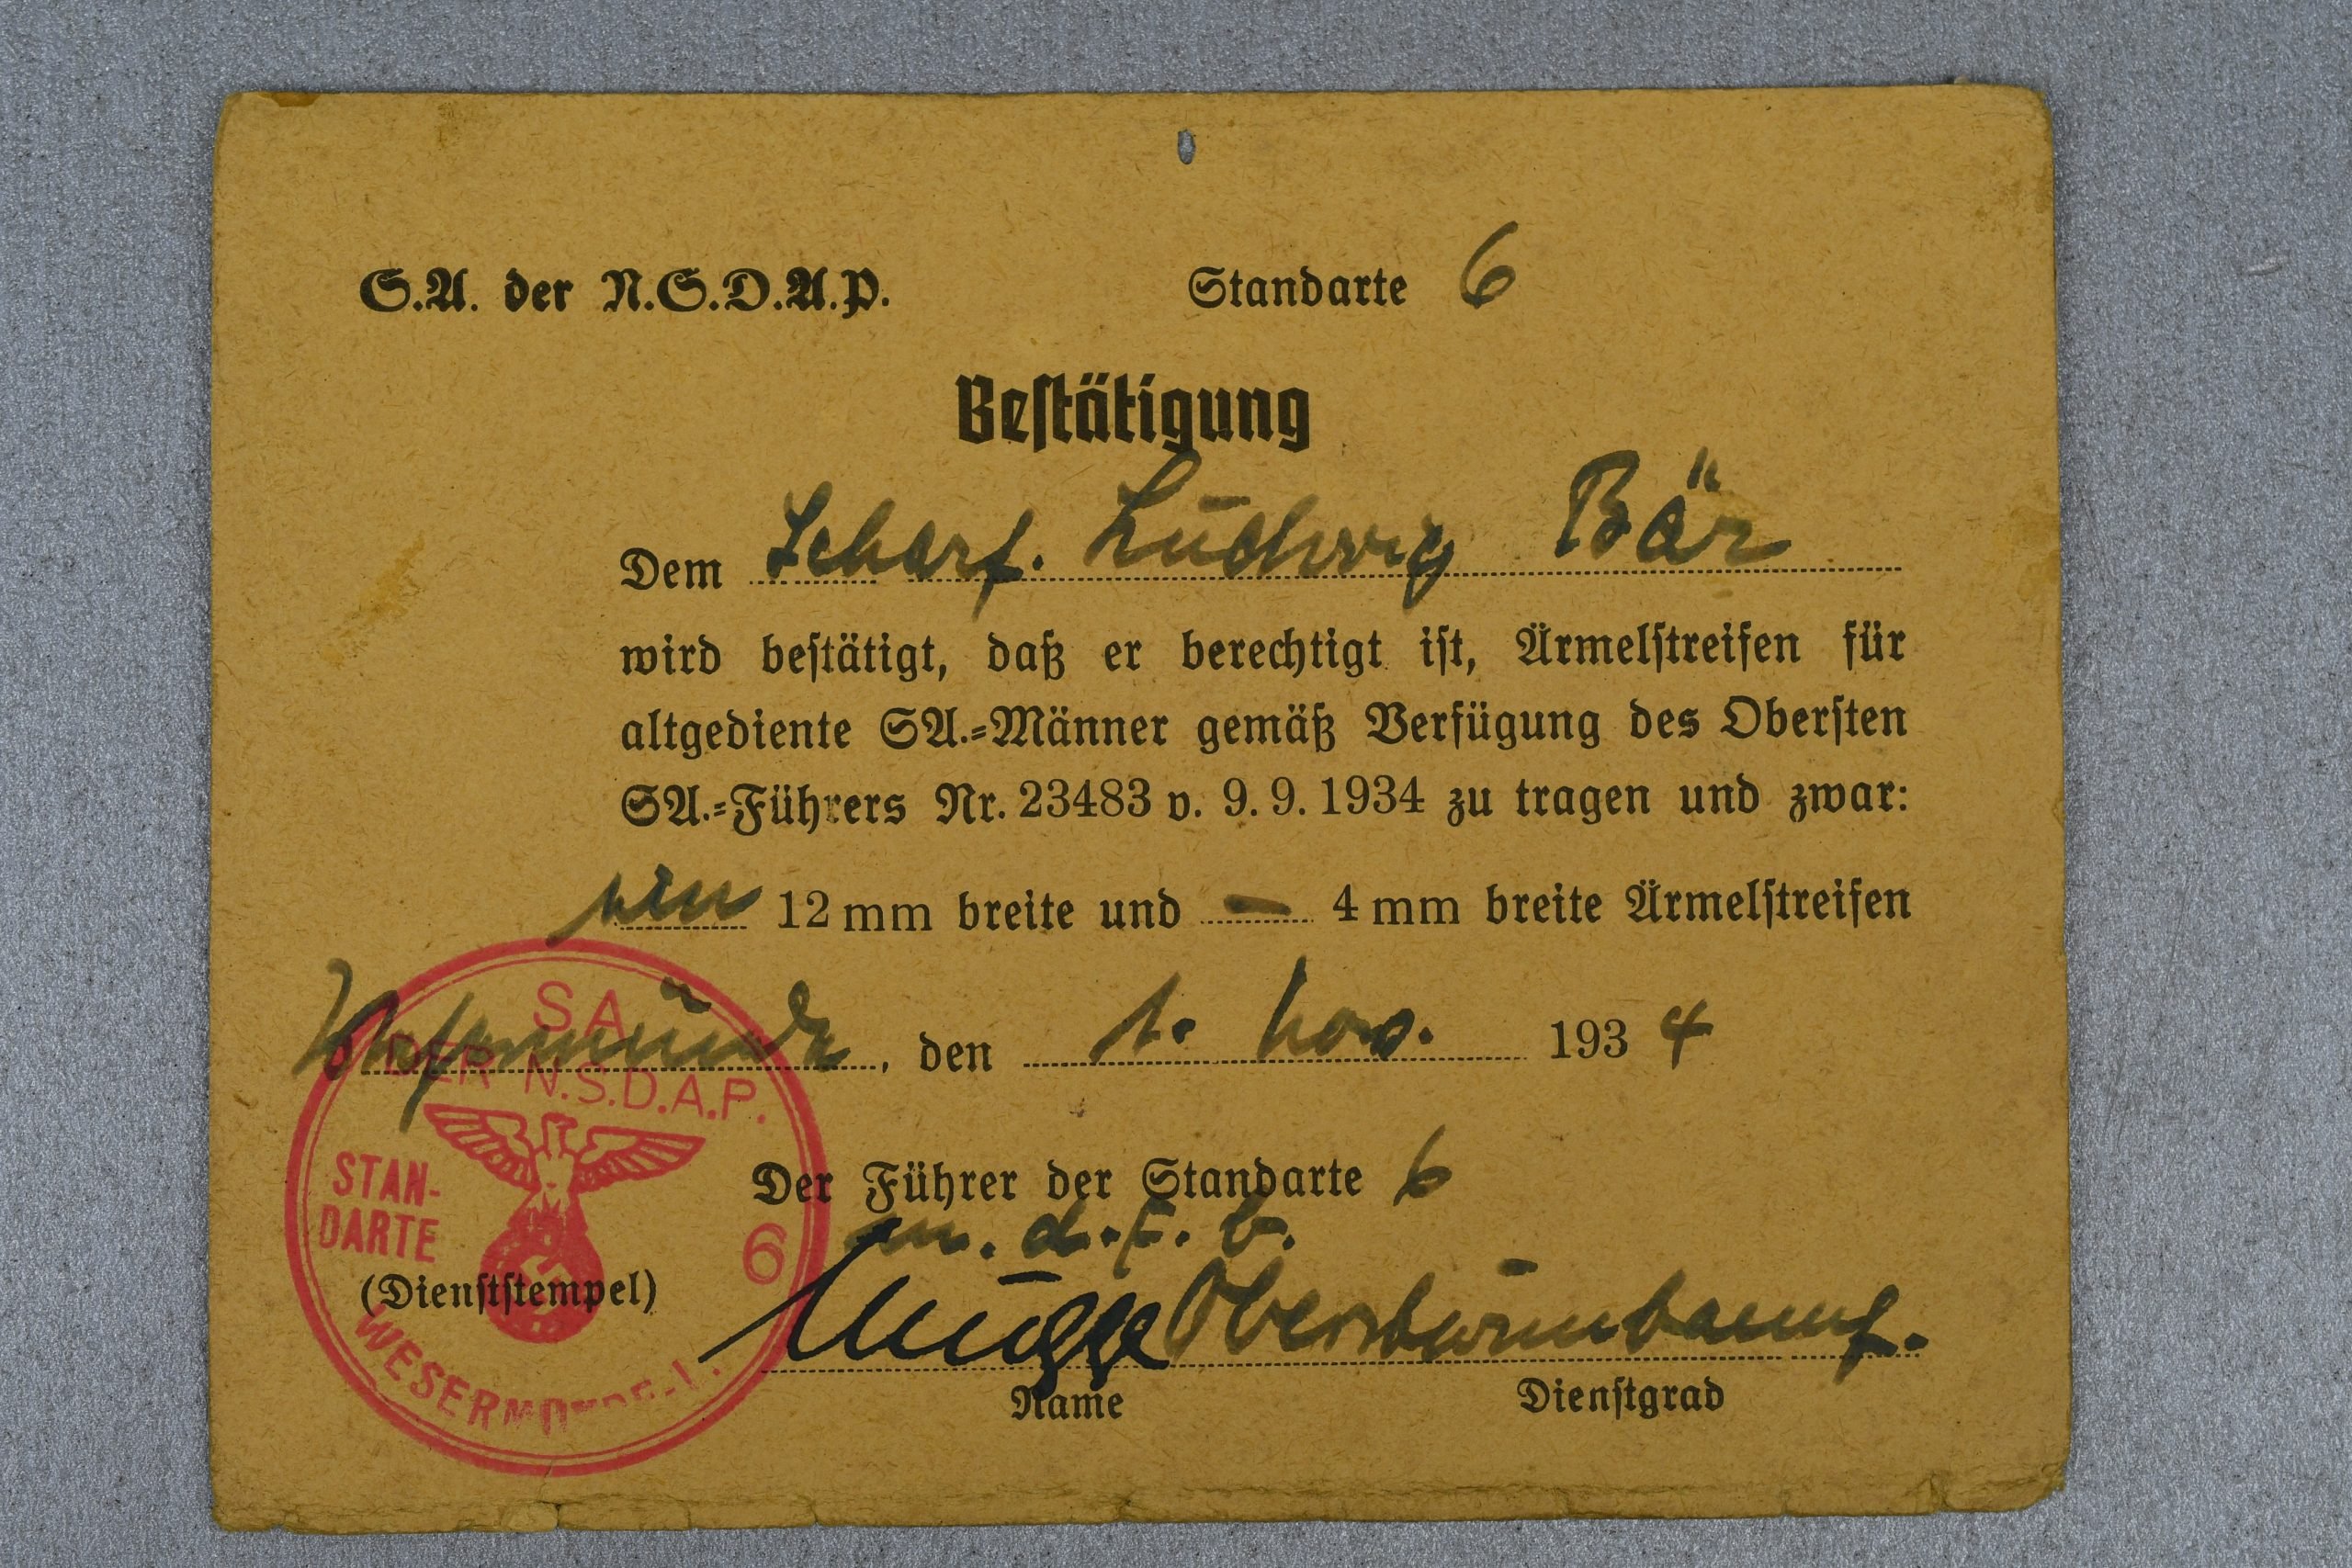 S.A. der N.S.D.A.P. Standarte 6
Bestätigung
Dem Scharf. Ludwig Bär
wird bestätigt, daß er berechtigt ist, Ärmelstreifen für
altgediente SA.=Männer gemäß Verfügung des Obersten
SA.=Führers Nr. 23483 v. 9. 9. 1934 zu tragen und zwar:
ein 12 mm breite und — 4 mm breite Ärmelstreifen
Wesermünde, den 1. Nov. 1934
SA
DER N.S.D.A.P.
STAN-
DARTE 6
Der Führer der Standarte 6
m. d. F. b.
(Dienststempel)
Obersturmbannf.
WESERMÜNDE-L.
Name Dienstgrad